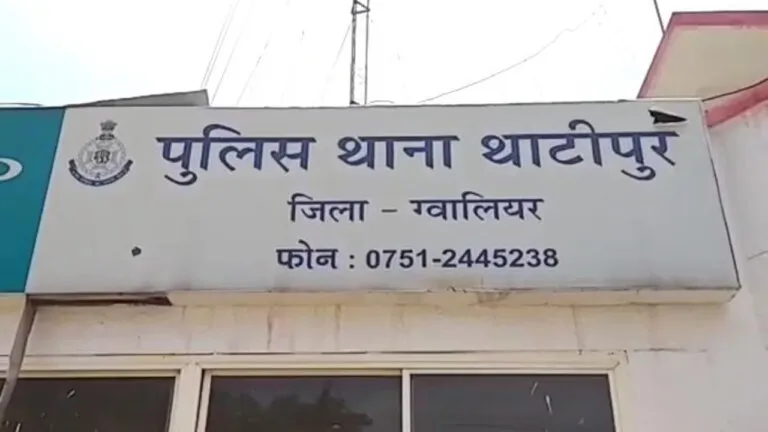 पुलिस थाना थाटीपुर
जिला - ग्वालियर
फोन : 0751-2445238